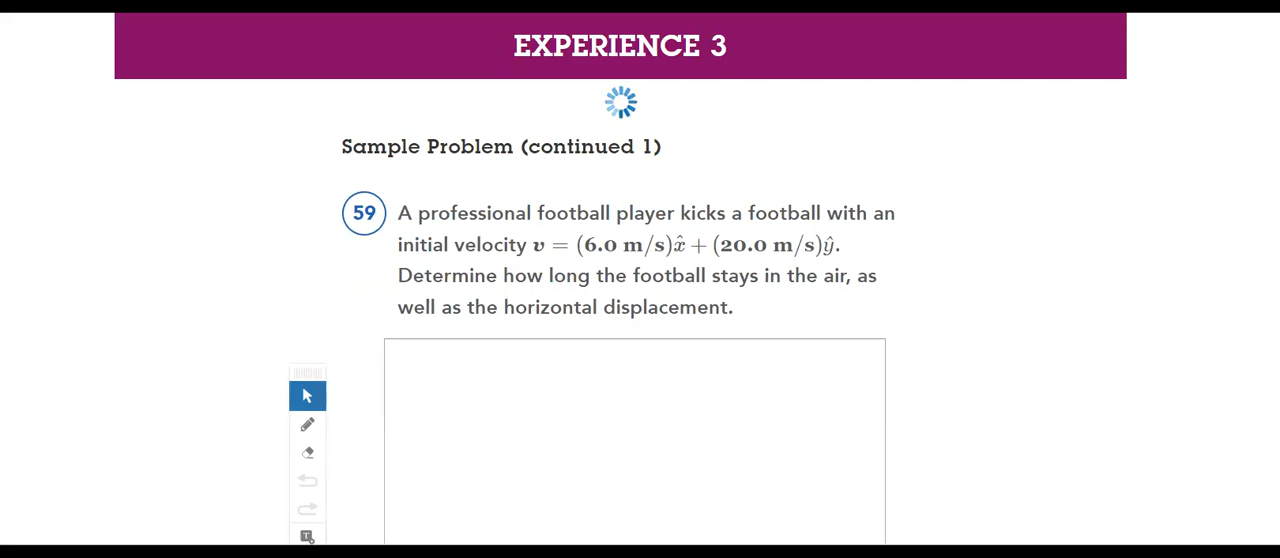 EXPERIENCE 3
Sample Problem (continued 1)
59 A professional football player kicks a football with an
initial velocity v = (6.0 m/s)x̂ + (20.0 m/s)ŷ.
Determine how long the football stays in the air, as
well as the horizontal displacement.
T